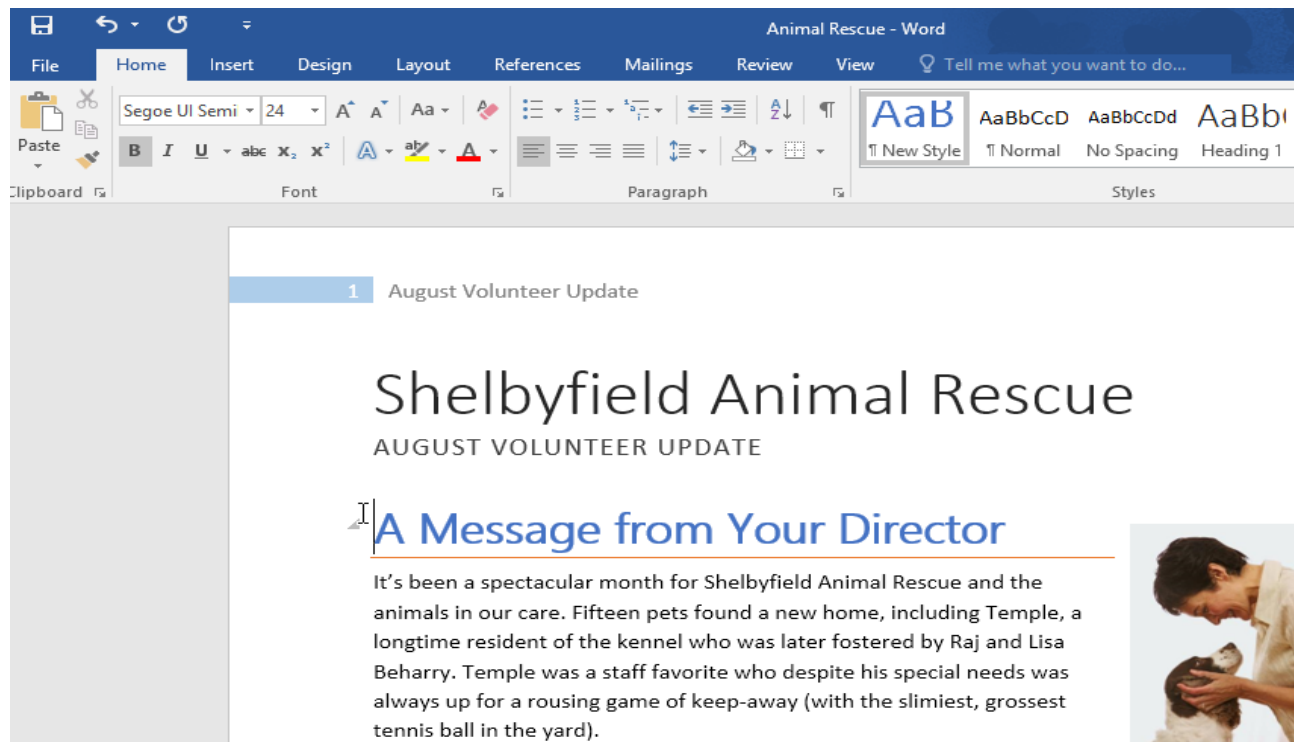 Animal Rescue - Word
File Home Insert Design Layout References Mailings Review View Tell me what you want to do...
Paste
Segoe UI Semi 24 A A Aa
B I U abc X₂ X² A aby A
AaB AaBbCcD AaBbCcDd AaBb
¶ New Style ¶ Normal No Spacing Heading 1
Clipboard Font Paragraph Styles
1 August Volunteer Update
Shelbyfield Animal Rescue
AUGUST VOLUNTEER UPDATE
A Message from Your Director
It’s been a spectacular month for Shelbyfield Animal Rescue and the
animals in our care. Fifteen pets found a new home, including Temple, a
longtime resident of the kennel who was later fostered by Raj and Lisa
Beharry. Temple was a staff favorite who despite his special needs was
always up for a rousing game of keep-away (with the slimiest, grossest
tennis ball in the yard).